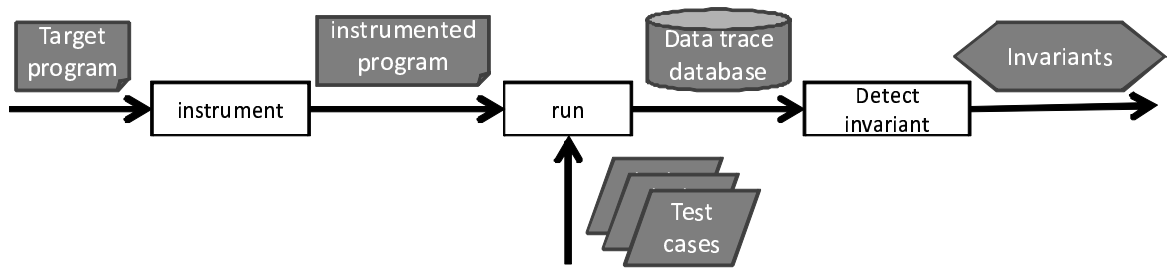 Target
program
instrumented
program
Data trace
database
Invariants
instrument
run
Detect
invariant
Test
cases